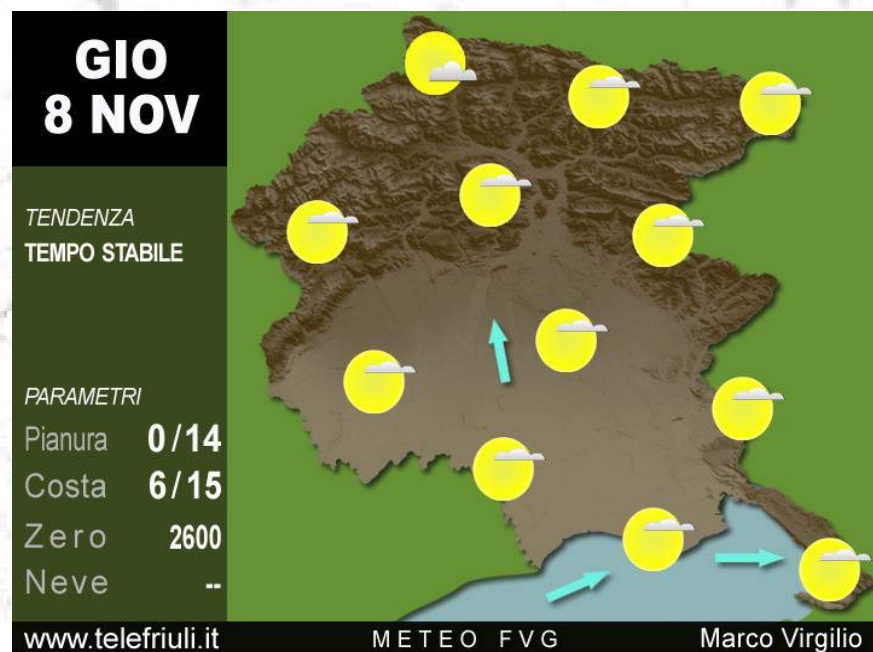 GIO
8 NOV
TENDENZA
TEMPO STABILE
PARAMETRI
Pianura 0/14
Costa 6/15
Zero 2600
Neve --
www.telefriuli.it METEO FVG Marco Virgilio